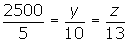 2500/5 = y/10 = z/13